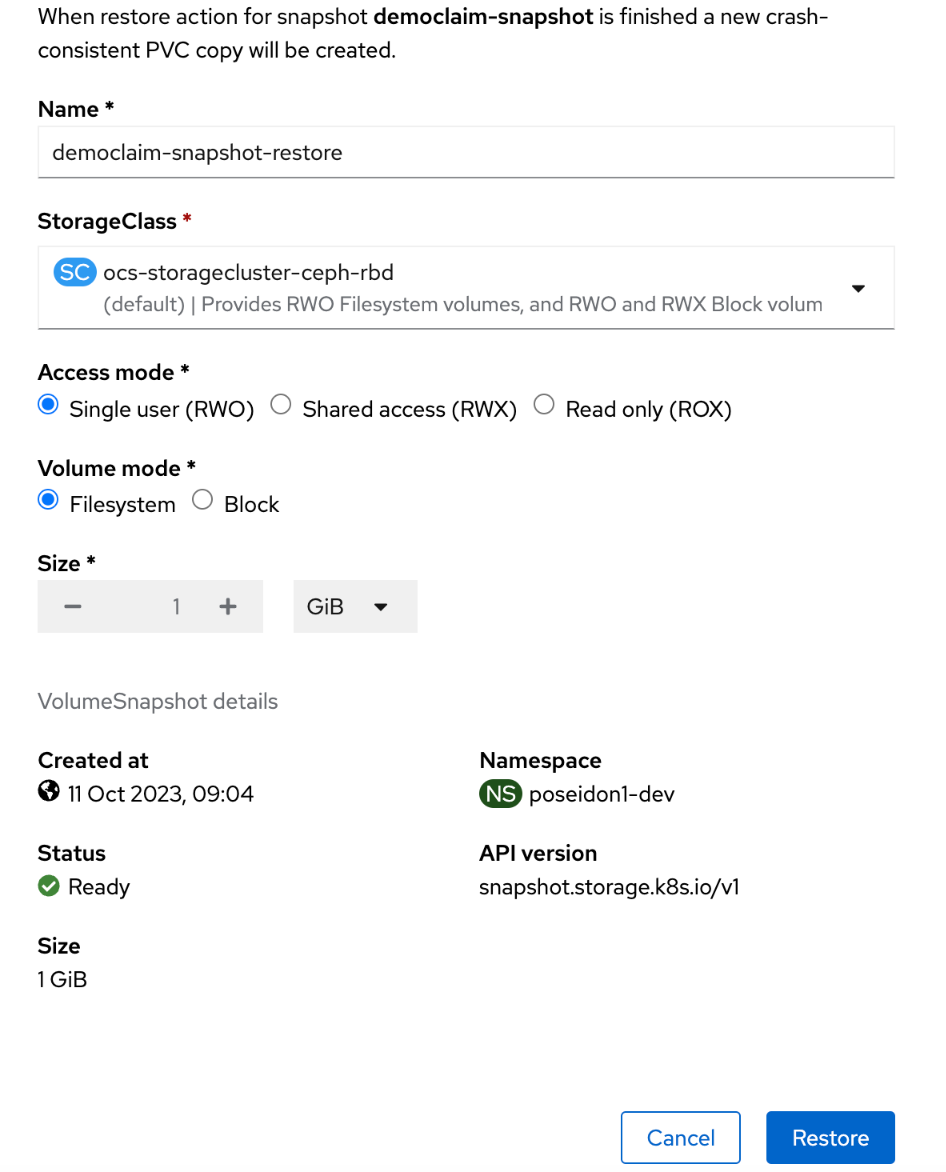 When restore action for snapshot democlaim-snapshot is finished a new crash-
consistent PVC copy will be created.
Name *
democlaim-snapshot-restore
StorageClass *
SC ocs-storagecluster-ceph-rbd
(default) | Provides RWO Filesystem volumes, and RWO and RWX Block volum
Access mode *
Single user (RWO) Shared access (RWX) Read only (ROX)
Volume mode *
Filesystem Block
Size *
1 GiB
VolumeSnapshot details
Created at
11 Oct 2023, 09:04
Namespace
NS poseidon1-dev
Status
Ready
API version
snapshot.storage.k8s.io/v1
Size
1 GiB
Cancel Restore